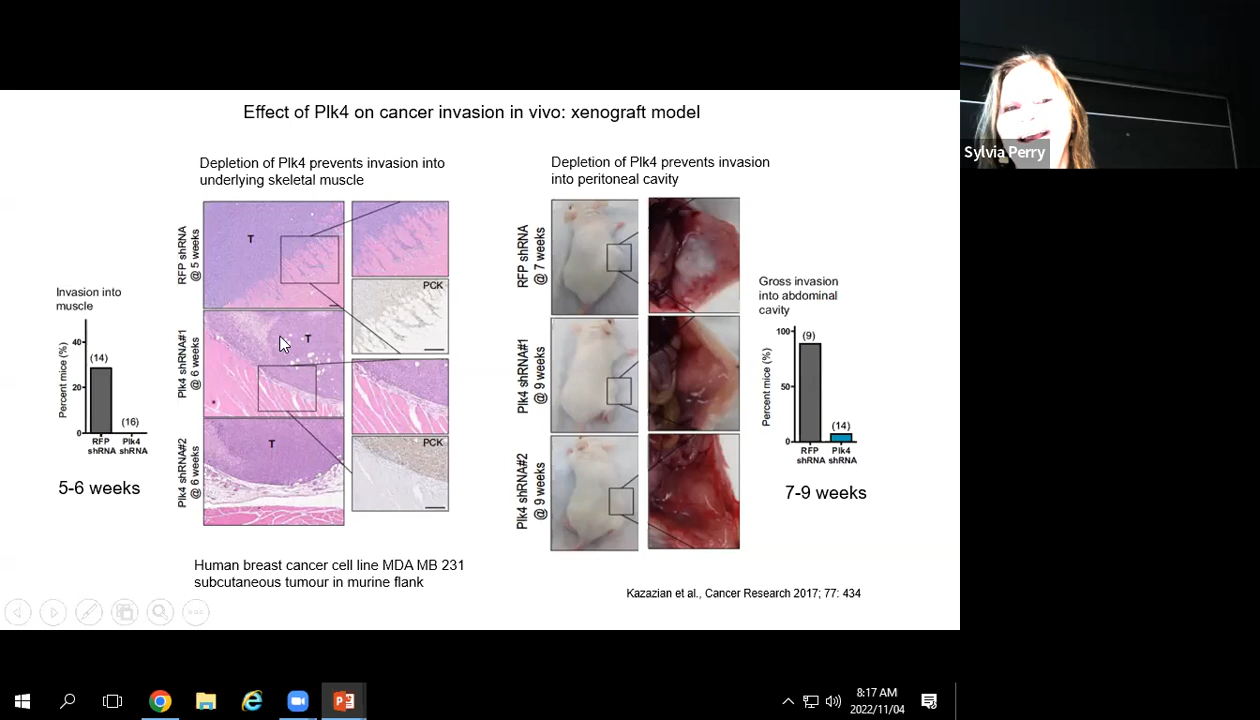 Effect of Plk4 on cancer invasion in vivo: xenograft model
Sylvia Perry
Depletion of Plk4 prevents invasion into
underlying skeletal muscle
RFP shRNA
@ 5 weeks
T
PCK
Plk4 shRNA#1
@ 6 weeks
T
Plk4 shRNA#2
@ 6 weeks
T
PCK
Invasion into
muscle
Percent mice (%)
40
20
0
(14)
(16)
RFP
shRNA
Plk4
shRNA
5-6 weeks
Human breast cancer cell line MDA MB 231
subcutaneous tumour in murine flank
Depletion of Plk4 prevents invasion
into peritoneal cavity
RFP shRNA
@ 7 weeks
Plk4 shRNA#1
@ 9 weeks
Plk4 shRNA#2
@ 9 weeks
Gross invasion
into abdominal
cavity
Percent mice (%)
100
50
0
(9)
(14)
RFP
shRNA
Plk4
shRNA
7-9 weeks
Kazazian et al., Cancer Research 2017; 77: 434
8:17 AM
2022/11/04